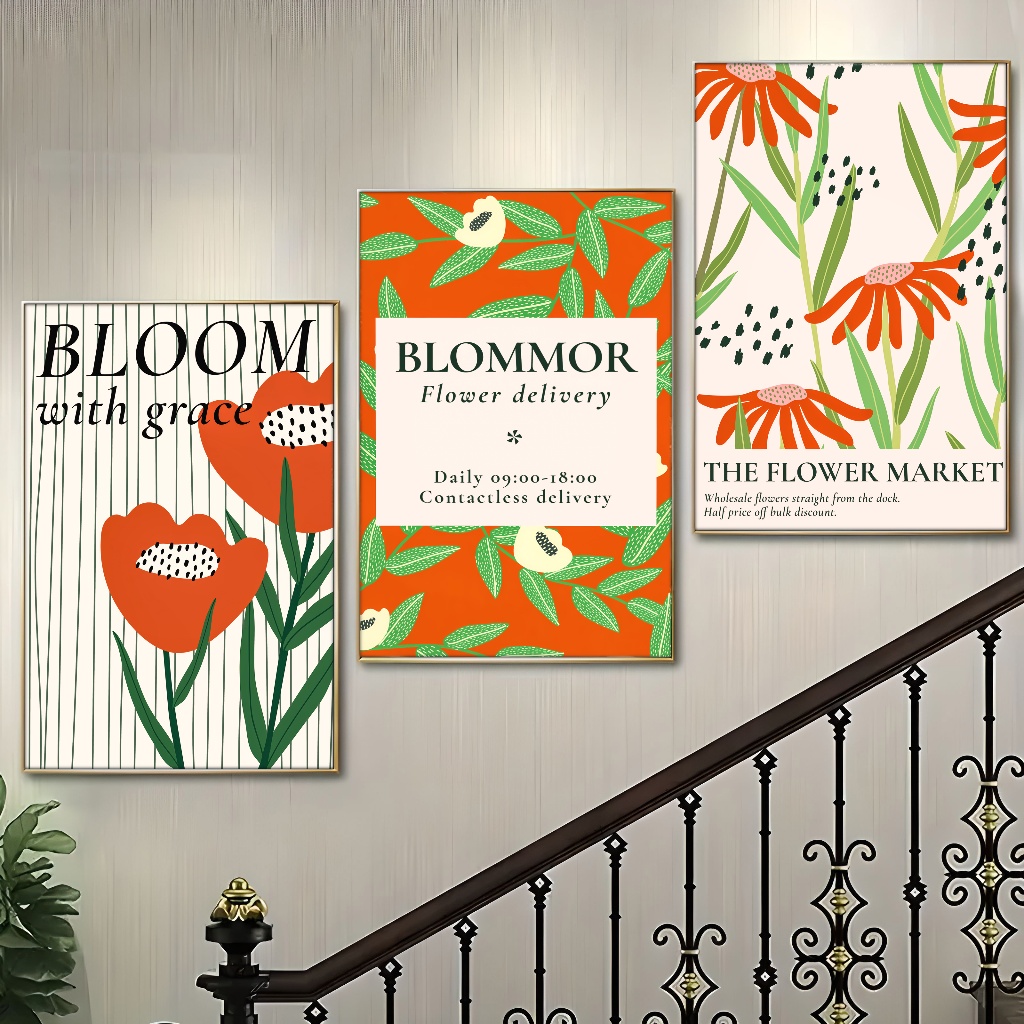 BLOOM
with grace
BLOMMOR
Flower delivery
Daily 09:00-18:00
Contactless delivery
THE FLOWER MARKET
Wholesale flowers straight from the dock.
Half price off bulk discount.